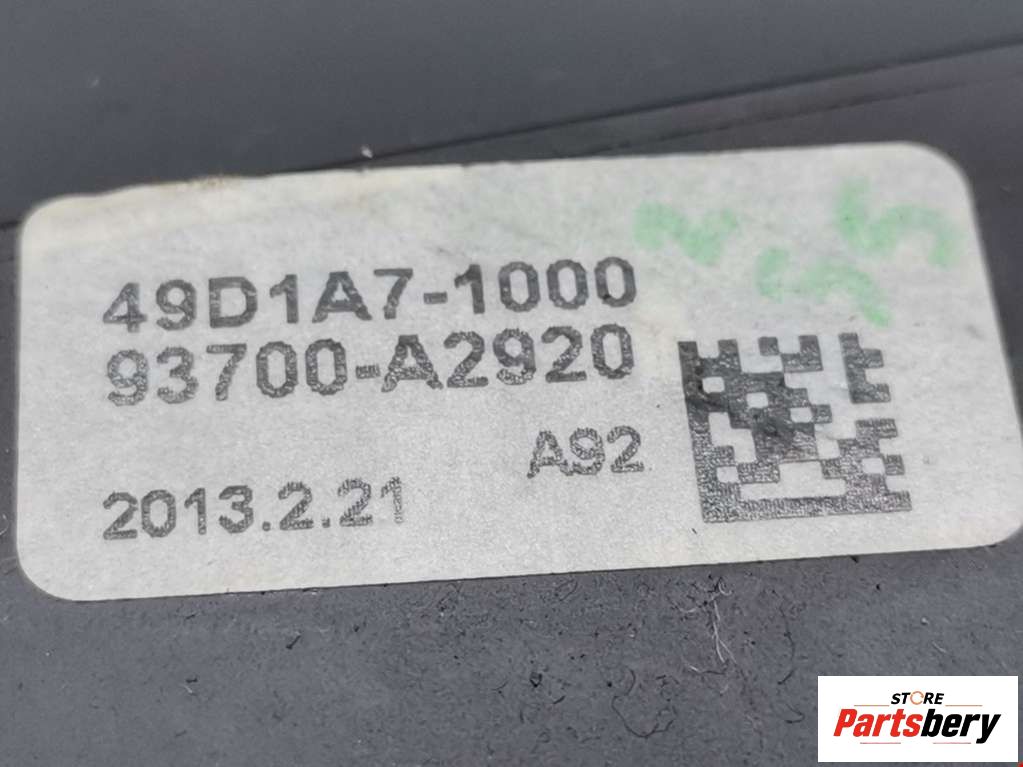 49D1A7-1000
93700-A2920
A92
2013.2.21
STORE
Partsbery